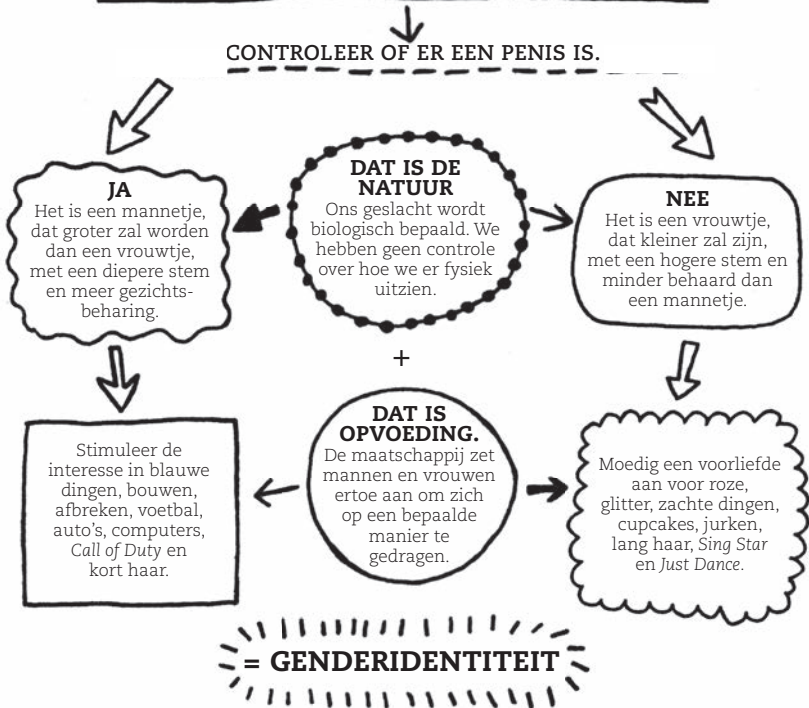 CONTROLEER OF ER EEN PENIS IS.
JA
Het is een mannetje,
dat groter zal worden
dan een vrouwtje,
met een diepere stem
en meer gezichts-
beharing.
DAT IS DE
NATUUR
Ons geslacht wordt
biologisch bepaald. We
hebben geen controle
over hoe we er fysiek
uitzien.
NEE
Het is een vrouwtje,
dat kleiner zal zijn,
met een hogere stem en
minder behaard dan
een mannetje.
+
Stimuleer de
interesse in blauwe
dingen, bouwen,
afbreken, voetbal,
auto's, computers,
Call of Duty en
kort haar.
DAT IS
OPVOEDING.
De maatschappij zet
mannen en vrouwen
ertoe aan om zich
op een bepaalde
manier te
gedragen.
Moedig een voorliefde
aan voor roze,
glitter, zachte dingen,
cupcakes, jurken,
lang haar, Sing Star
en Just Dance.
= GENDERIDENTITEIT